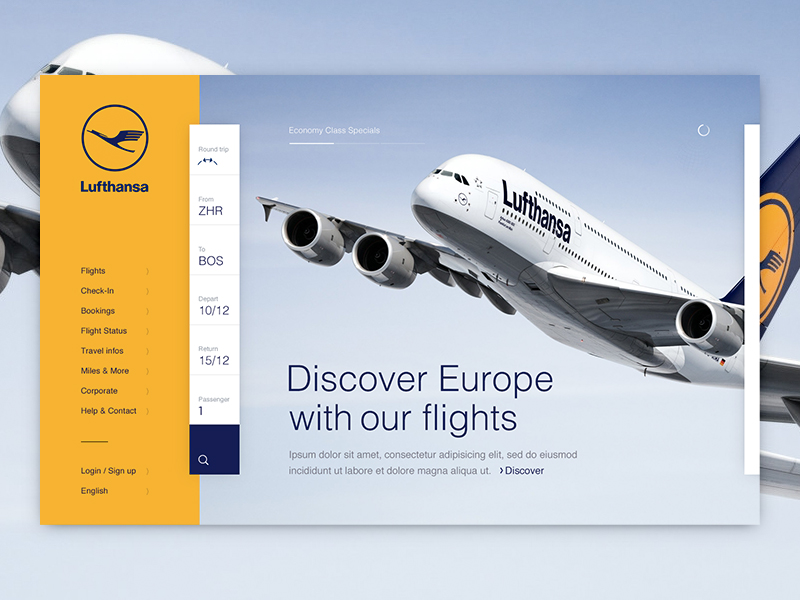 Lufthansa
Flights
Check-In
Bookings
Flight Status
Travel infos
Miles & More
Corporate
Help & Contact
Login / Sign up
English
Round trip
From
ZHR
To
BOS
Depart
10/12
Return
15/12
Passenger
1
Economy Class Specials
Lufthansa
Discover Europe
with our flights
Ipsum dolor sit amet, consectetur adipisicing elit, sed do eiusmod
incididunt ut labore et dolore magna aliqua ut. › Discover